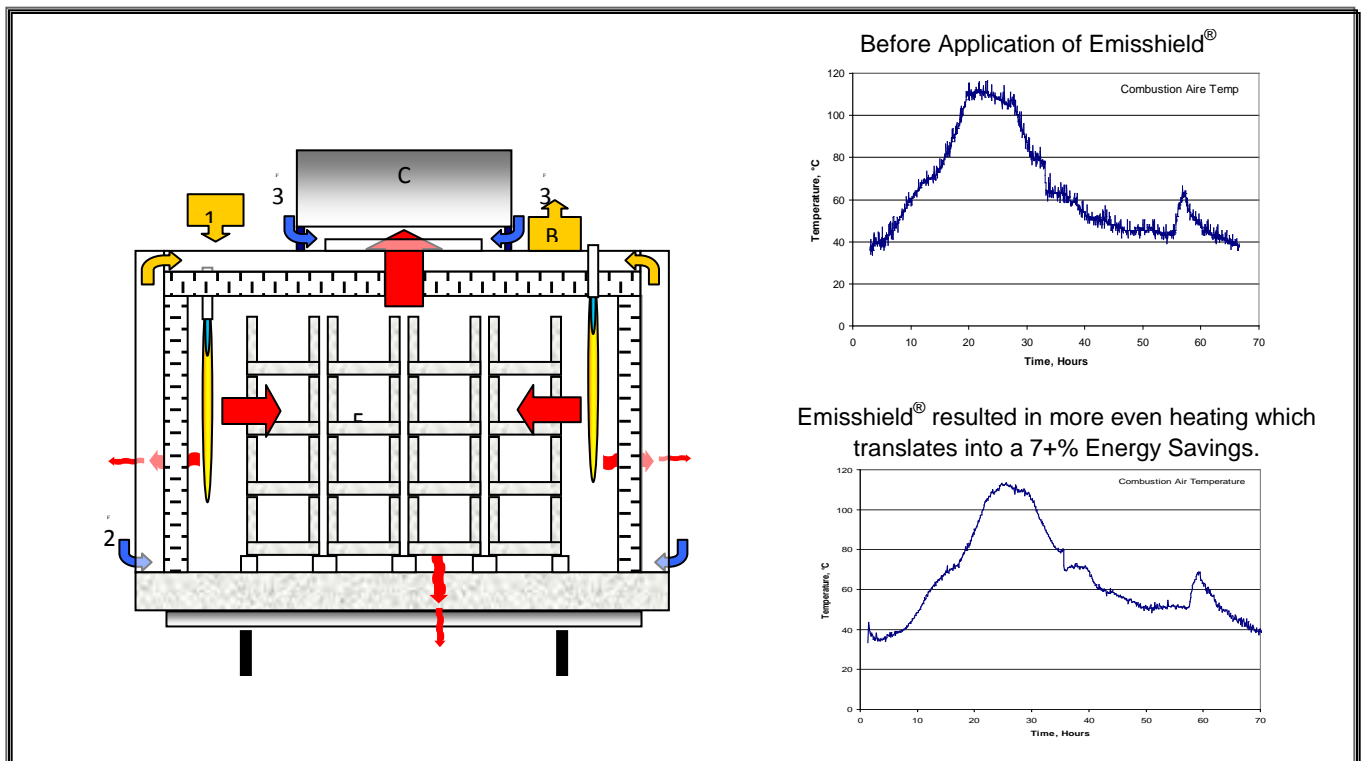 C
3
3
1
B
2
Before Application of Emisshield®
Combustion Aire Temp
Temperature, °C
120
100
80
60
40
20
0
0 10 20 30 40 50 60 70
Time, Hours
Emisshield® resulted in more even heating which
translates into a 7+% Energy Savings.
Combustion Air Temperature
Temperature, °C
120
100
80
60
40
20
0
0 10 20 30 40 50 60 70
Time, Hours